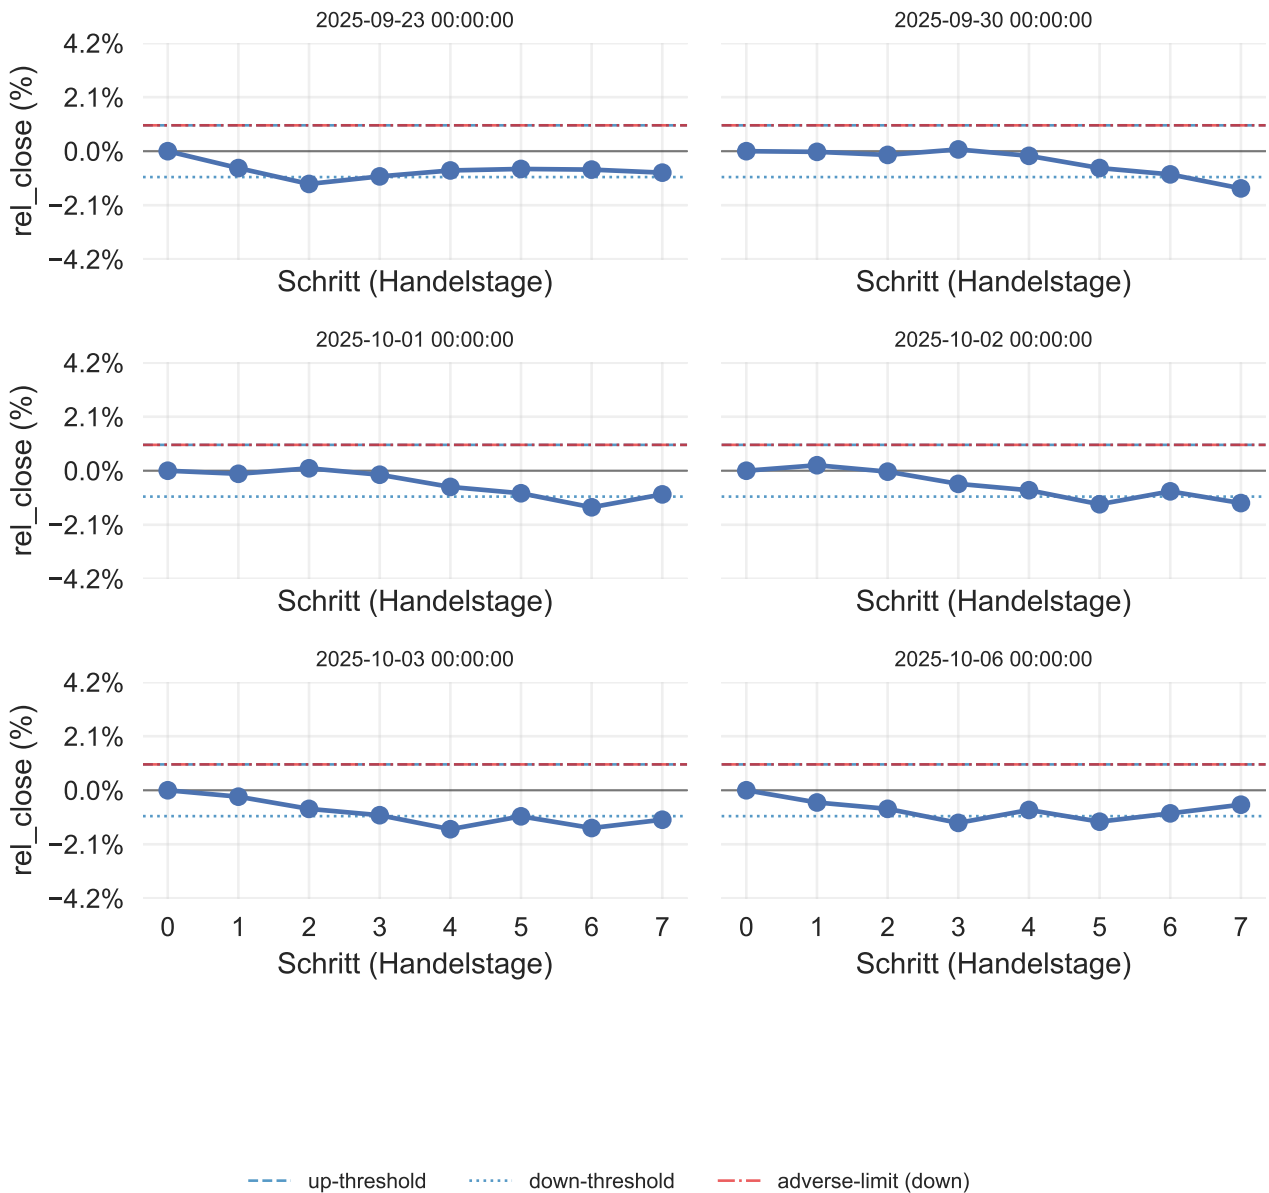 2025-09-23 00:00:00
4.2%
2.1%
0.0%
−2.1%
−4.2%
rel_close (%)
Schritt (Handelstage)
2025-09-30 00:00:00
Schritt (Handelstage)
2025-10-01 00:00:00
4.2%
2.1%
0.0%
−2.1%
−4.2%
rel_close (%)
Schritt (Handelstage)
2025-10-02 00:00:00
Schritt (Handelstage)
2025-10-03 00:00:00
4.2%
2.1%
0.0%
−2.1%
−4.2%
rel_close (%)
0 1 2 3 4 5 6 7
Schritt (Handelstage)
2025-10-06 00:00:00
0 1 2 3 4 5 6 7
Schritt (Handelstage)
up-threshold down-threshold adverse-limit (down)